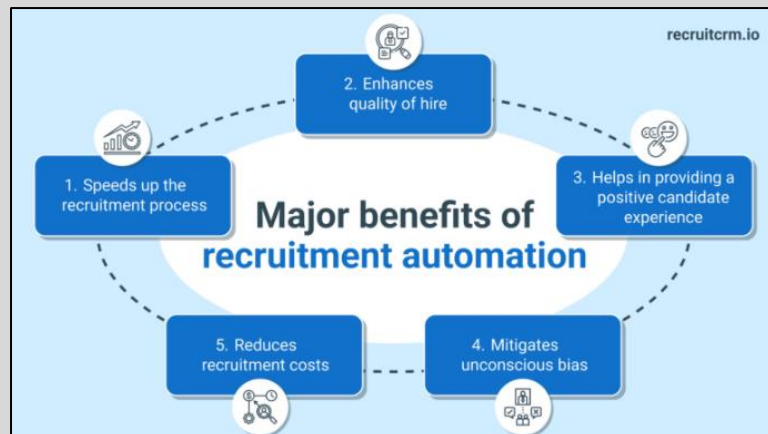 recruitcrm.io
2. Enhances
quality of hire
1. Speeds up the
recruitment process
3. Helps in providing a
positive candidate
experience
Major benefits of
recruitment automation
5. Reduces
recruitment costs
4. Mitigates
unconscious bias